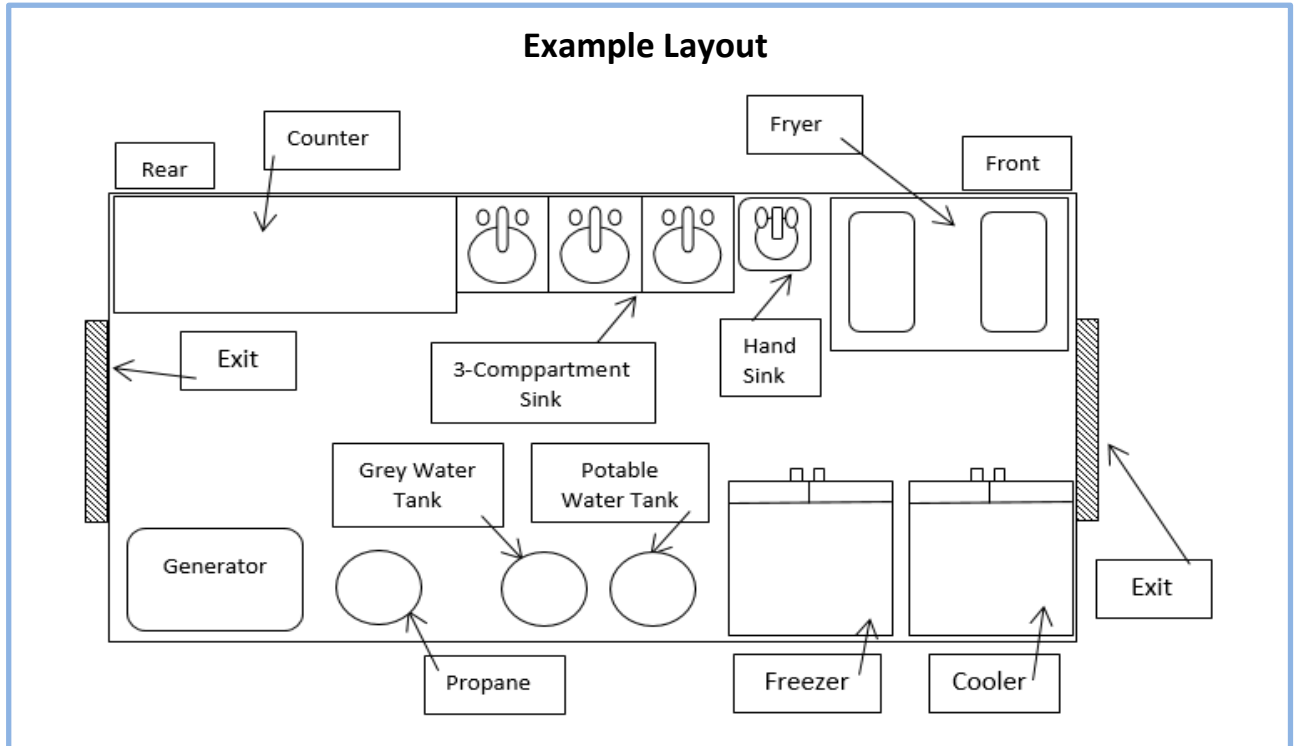 Example Layout
Counter
Fryer
Rear
Front
Exit
3-Comppartment
Sink
Hand
Sink
Grey Water
Tank
Potable
Water Tank
Generator
Exit
Propane
Freezer
Cooler